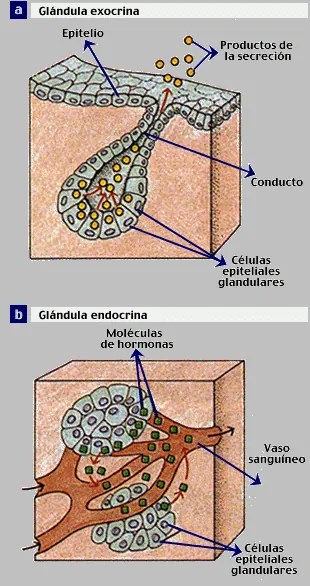 a Glándula exocrina
Epitelio
Productos de
la secreción
Conducto
Células
epiteliales
glandulares
b Glándula endocrina
Moléculas
de hormonas
Vaso
sanguíneo
Células epiteliales
glandulares